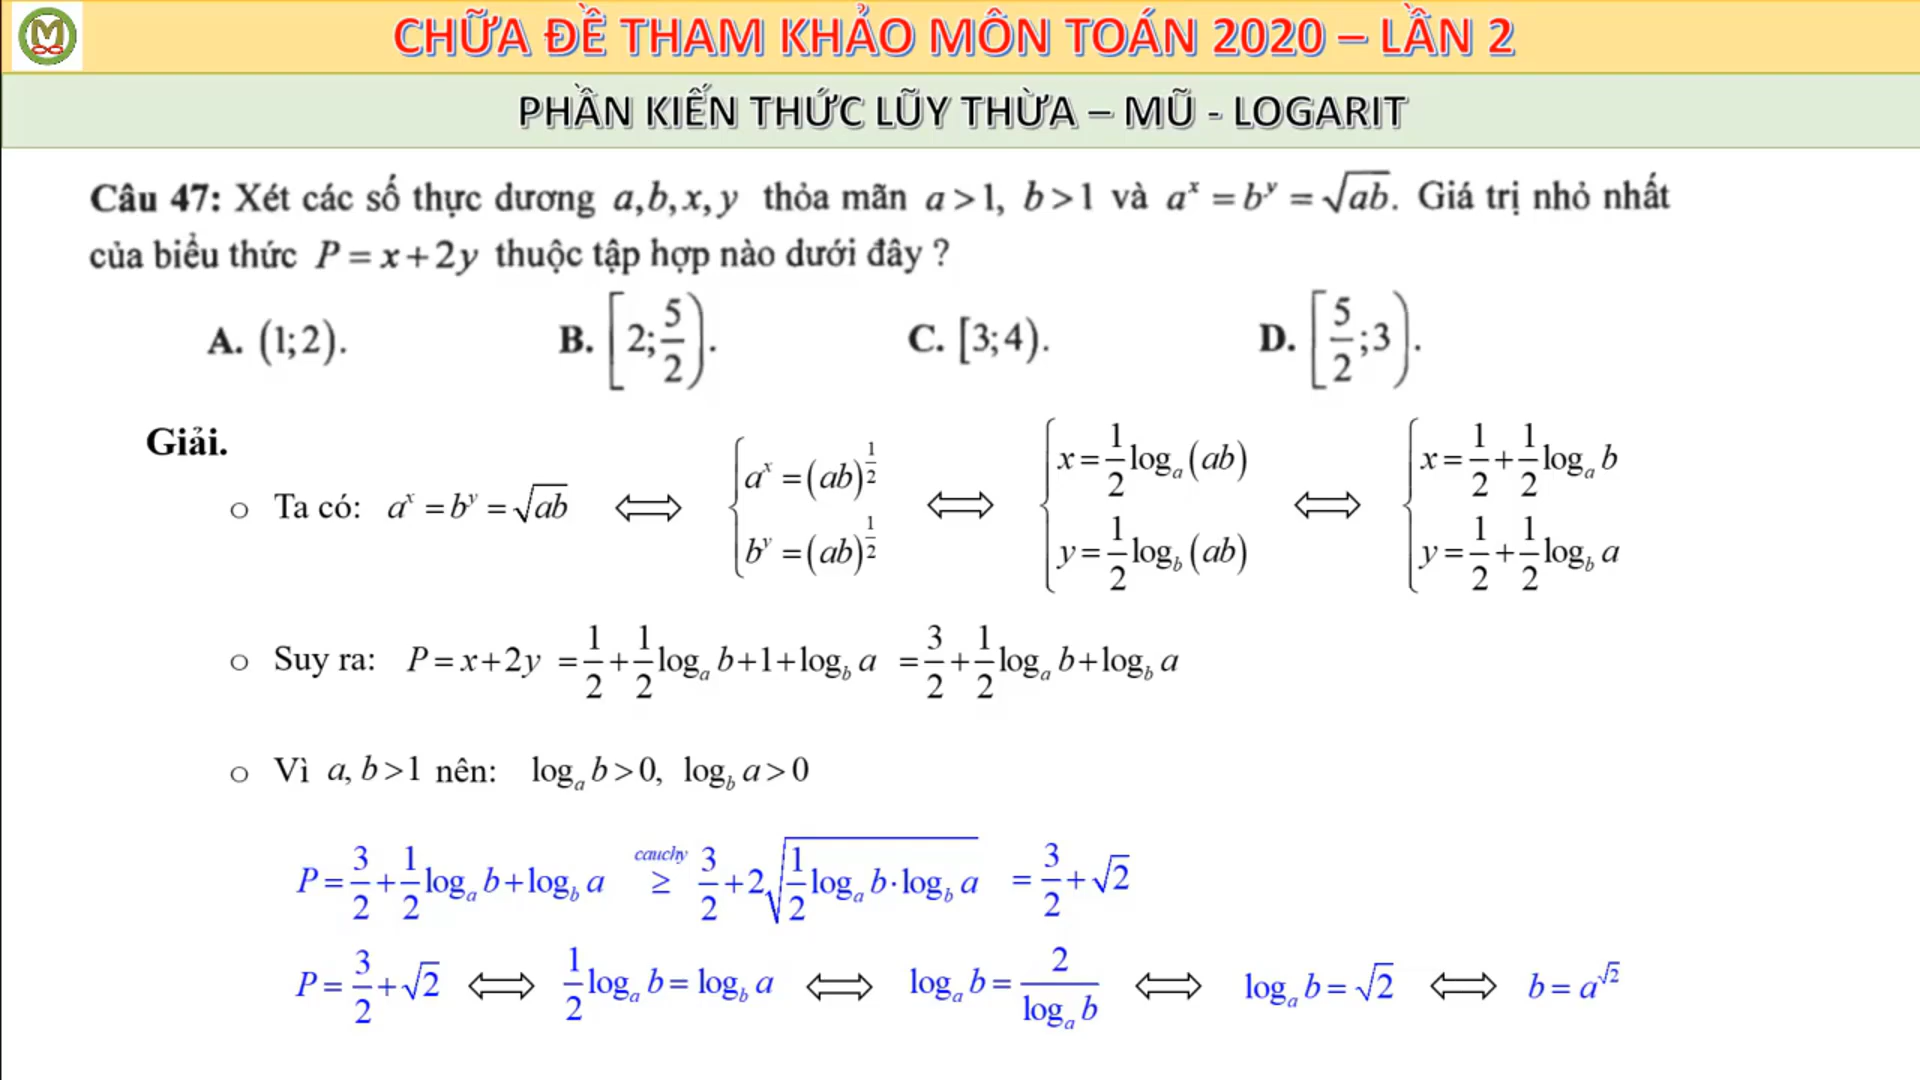 M
CHỮA ĐỀ THAM KHẢO MÔN TOÁN 2020 – LẦN 2
PHẦN KIẾN THỨC LŨY THỪA – MŨ - LOGARIT
Câu 47: Xét các số thực dương a,b,x,y thỏa mãn a>1, b>1 và a^x = b^y = √(ab). Giá trị nhỏ nhất
của biểu thức P = x+2y thuộc tập hợp nào dưới đây ?
A. (1;2). B. [2;5/2). C. [3;4). D. [5/2;3).
Giải.
○ Ta có: a^x = b^y = √(ab) ⟺ { a^x = (ab)^(1/2) ; b^y = (ab)^(1/2) ⟺ { x = 1/2 log_a (ab) ; y = 1/2 log_b (ab) ⟺ { x = 1/2 + 1/2 log_a b ; y = 1/2 + 1/2 log_b a
○ Suy ra: P = x+2y = 1/2 + 1/2 log_a b + 1 + log_b a = 3/2 + 1/2 log_a b + log_b a
○ Vì a, b > 1 nên: log_a b > 0, log_b a > 0
P = 3/2 + 1/2 log_a b + log_b a cauchy ≥ 3/2 + 2√(1/2 log_a b · log_b a) = 3/2 + √2
P = 3/2 + √2 ⟺ 1/2 log_a b = log_b a ⟺ log_a b = 2/(log_a b) ⟺ log_a b = √2 ⟺ b = a^√2